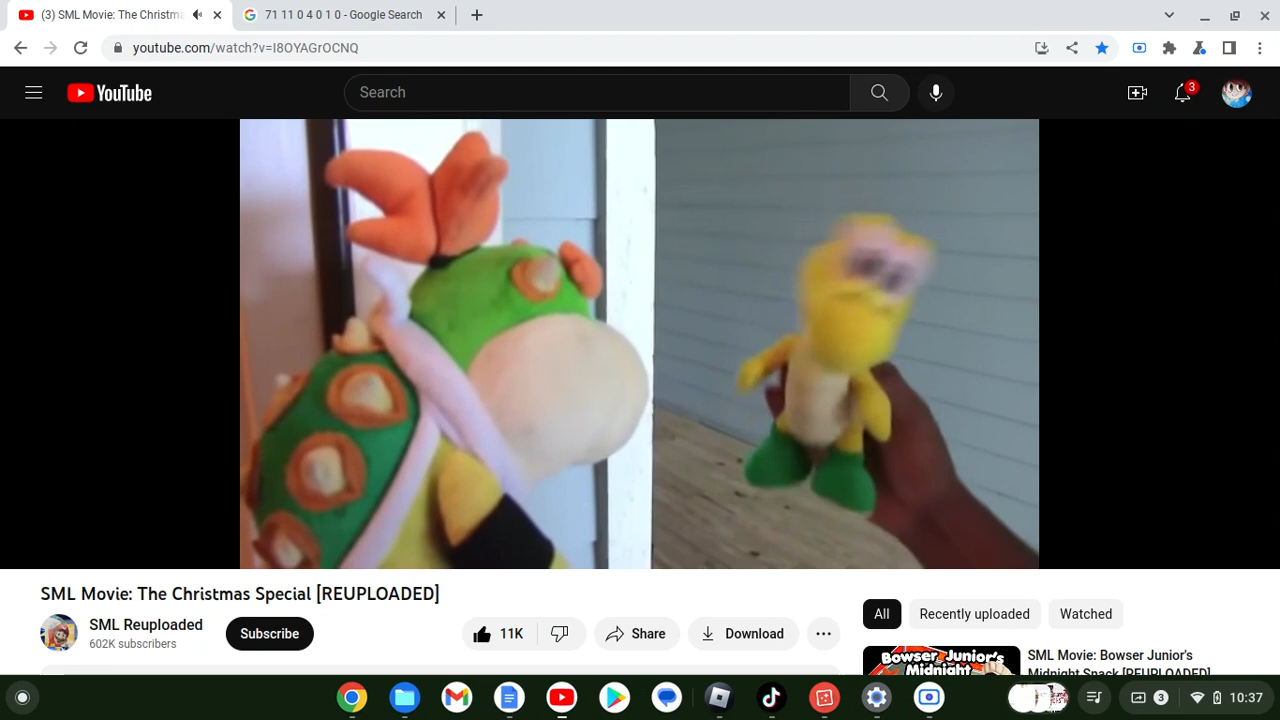 (3) SML Movie: The Christma
71 11 0 4 0 1 0 - Google Search
youtube.com/watch?v=I8OYAGrOCNQ
YouTube
Search
3
SML Movie: The Christmas Special [REUPLOADED]
SML Reuploaded
602K subscribers
Subscribe
11K
Share
Download
All
Recently uploaded
Watched
Bowser Junior's
Midnight
SML Movie: Bowser Junior's
Midnight Snack [REUPLOADED]
3
10:37